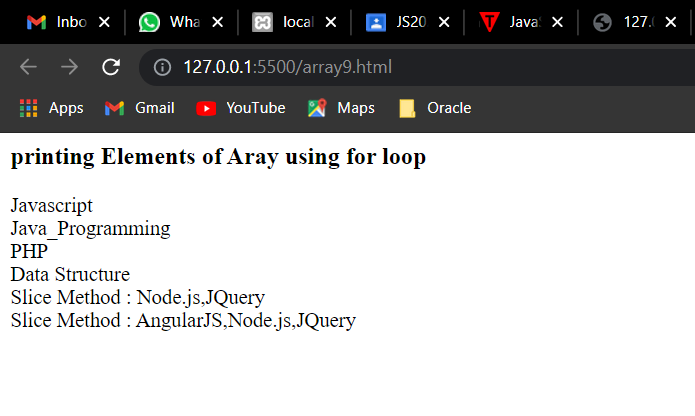 Inbo
Wha
local
JS20
Java
127.
127.0.0.1:5500/array9.html
Apps Gmail YouTube Maps Oracle
printing Elements of Aray using for loop
Javascript
Java_Programming
PHP
Data Structure
Slice Method : Node.js,JQuery
Slice Method : AngularJS,Node.js,JQuery